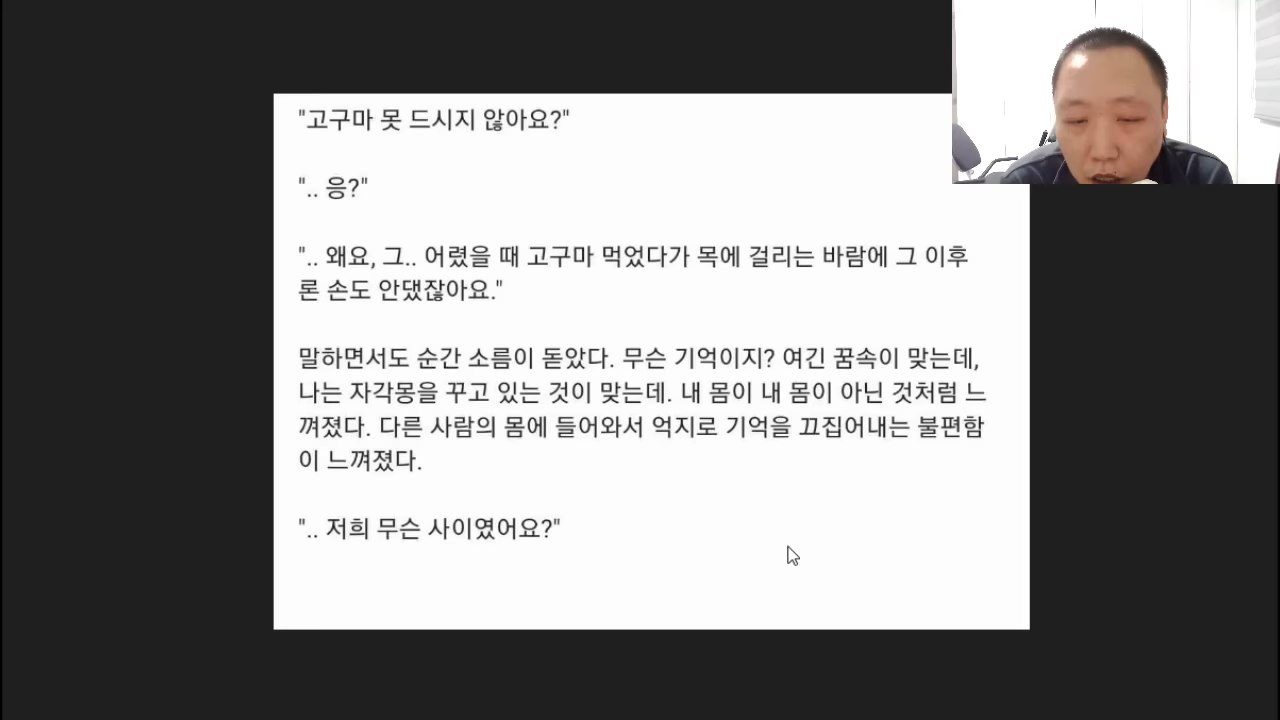 "고구마 못 드시지 않아요?"
".. 응?"
".. 왜요, 그.. 어렸을 때 고구마 먹었다가 목에 걸리는 바람에 그 이후
론 손도 안댔잖아요."
말하면서도 순간 소름이 돋았다. 무슨 기억이지? 여긴 꿈속이 맞는데,
나는 자각몽을 꾸고 있는 것이 맞는데. 내 몸이 내 몸이 아닌 것처럼 느
껴졌다. 다른 사람의 몸에 들어와서 억지로 기억을 끄집어내는 불편함
이 느껴졌다.
".. 저희 무슨 사이였어요?"